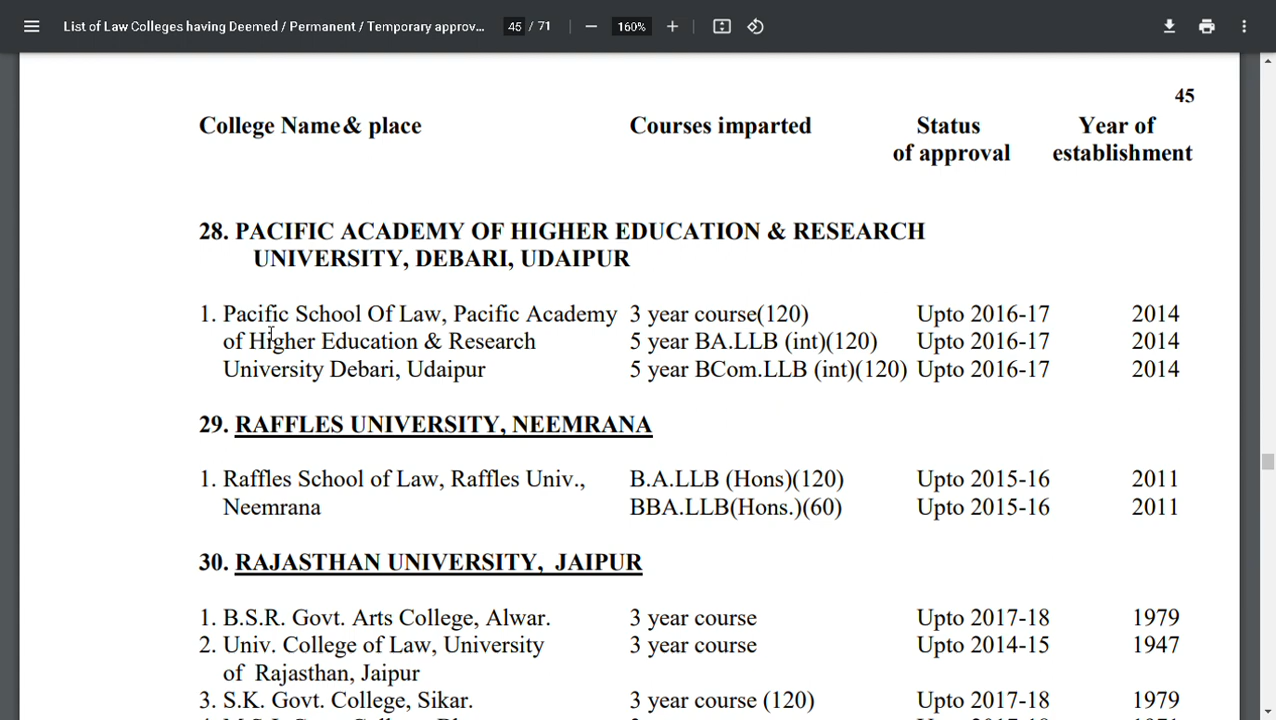 List of Law Colleges having Deemed / Permanent / Temporary approv... 45 / 71 160%
45
College Name & place Courses imparted Status of approval Year of establishment
28. PACIFIC ACADEMY OF HIGHER EDUCATION & RESEARCH
UNIVERSITY, DEBARI, UDAIPUR
1. Pacific School Of Law, Pacific Academy 3 year course(120) Upto 2016-17 2014
of Higher Education & Research 5 year BA.LLB (int)(120) Upto 2016-17 2014
University Debari, Udaipur 5 year BCom.LLB (int)(120) Upto 2016-17 2014
29. RAFFLES UNIVERSITY, NEEMRANA
1. Raffles School of Law, Raffles Univ., B.A.LLB (Hons)(120) Upto 2015-16 2011
Neemrana BBA.LLB(Hons.)(60) Upto 2015-16 2011
30. RAJASTHAN UNIVERSITY, JAIPUR
1. B.S.R. Govt. Arts College, Alwar. 3 year course Upto 2017-18 1979
2. Univ. College of Law, University 3 year course Upto 2014-15 1947
of Rajasthan, Jaipur
3. S.K. Govt. College, Sikar. 3 year course (120) Upto 2017-18 1979